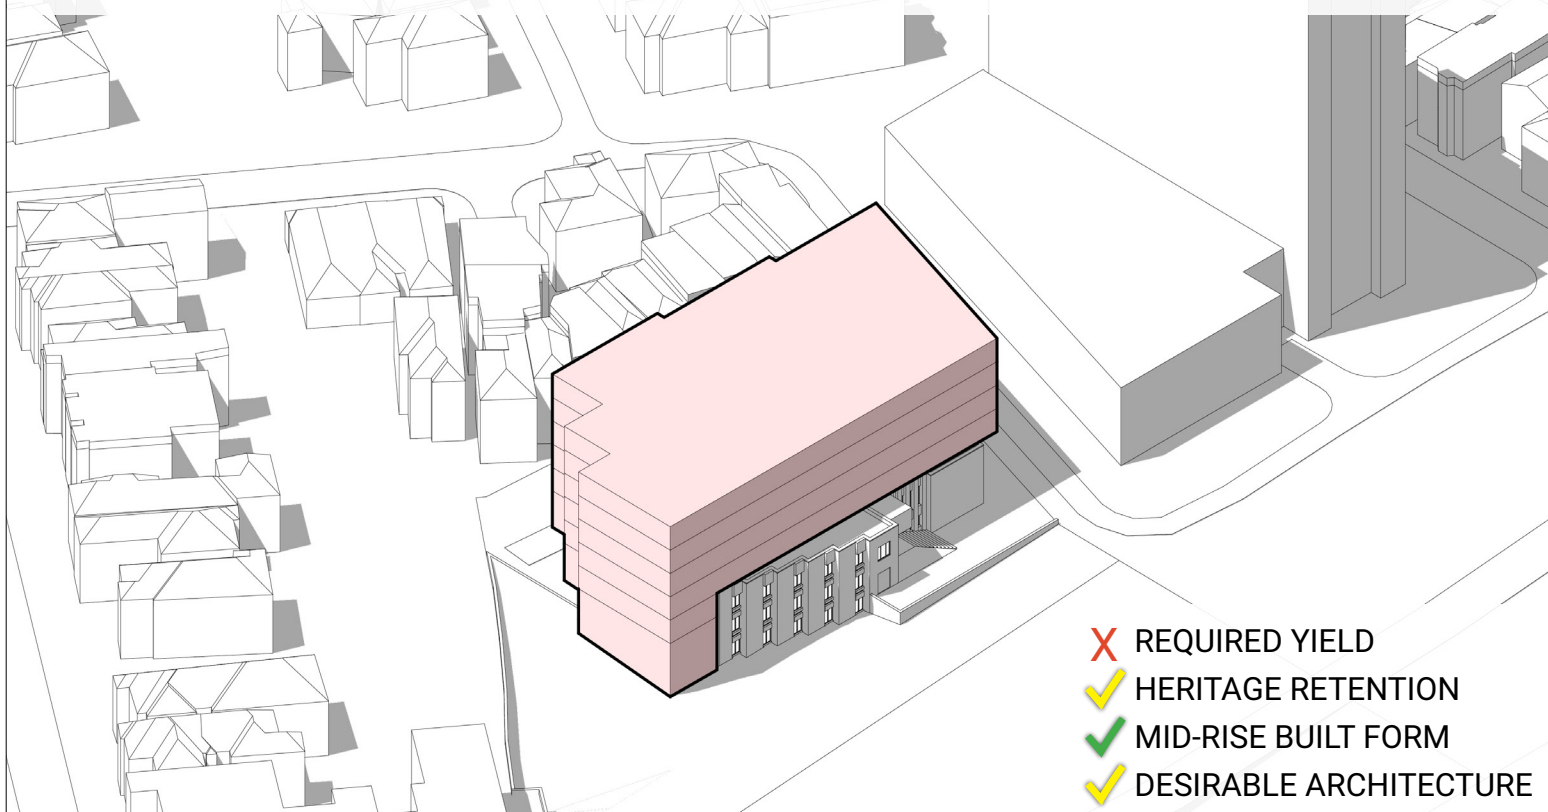 X REQUIRED YIELD
✓ HERITAGE RETENTION
✓ MID-RISE BUILT FORM
✓ DESIRABLE ARCHITECTURE